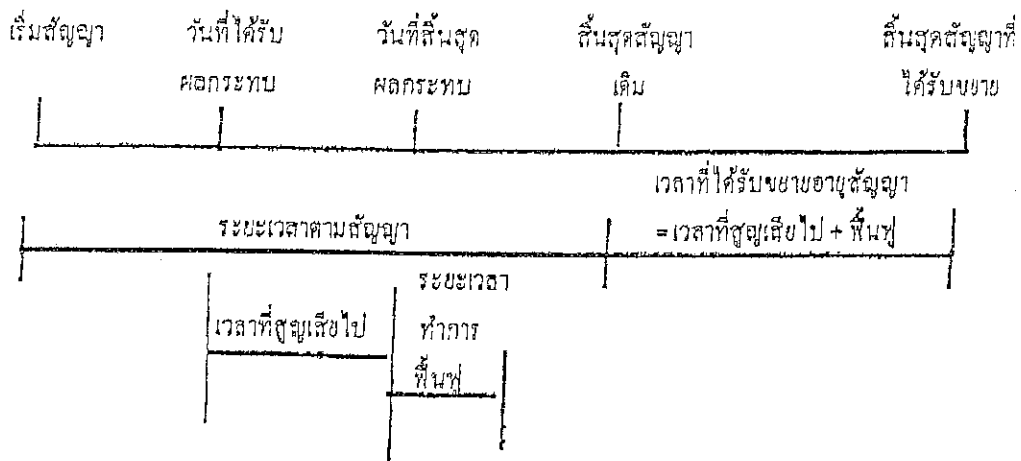 เริ่มสัญญา วันที่ได้รับ วันที่สิ้นสุด สิ้นสุดสัญญา สิ้นสุดสัญญาที่
ผลกระทบ ผลกระทบ เดิม ได้รับขยาย
เวลาที่ได้รับขยายอายุสัญญา
ระยะเวลาตามสัญญา =เวลาที่สูญเสียไป + ฟื้นฟู
ระยะเวลา
เวลาที่สูญเสียไป ทำการ
ฟื้นฟู